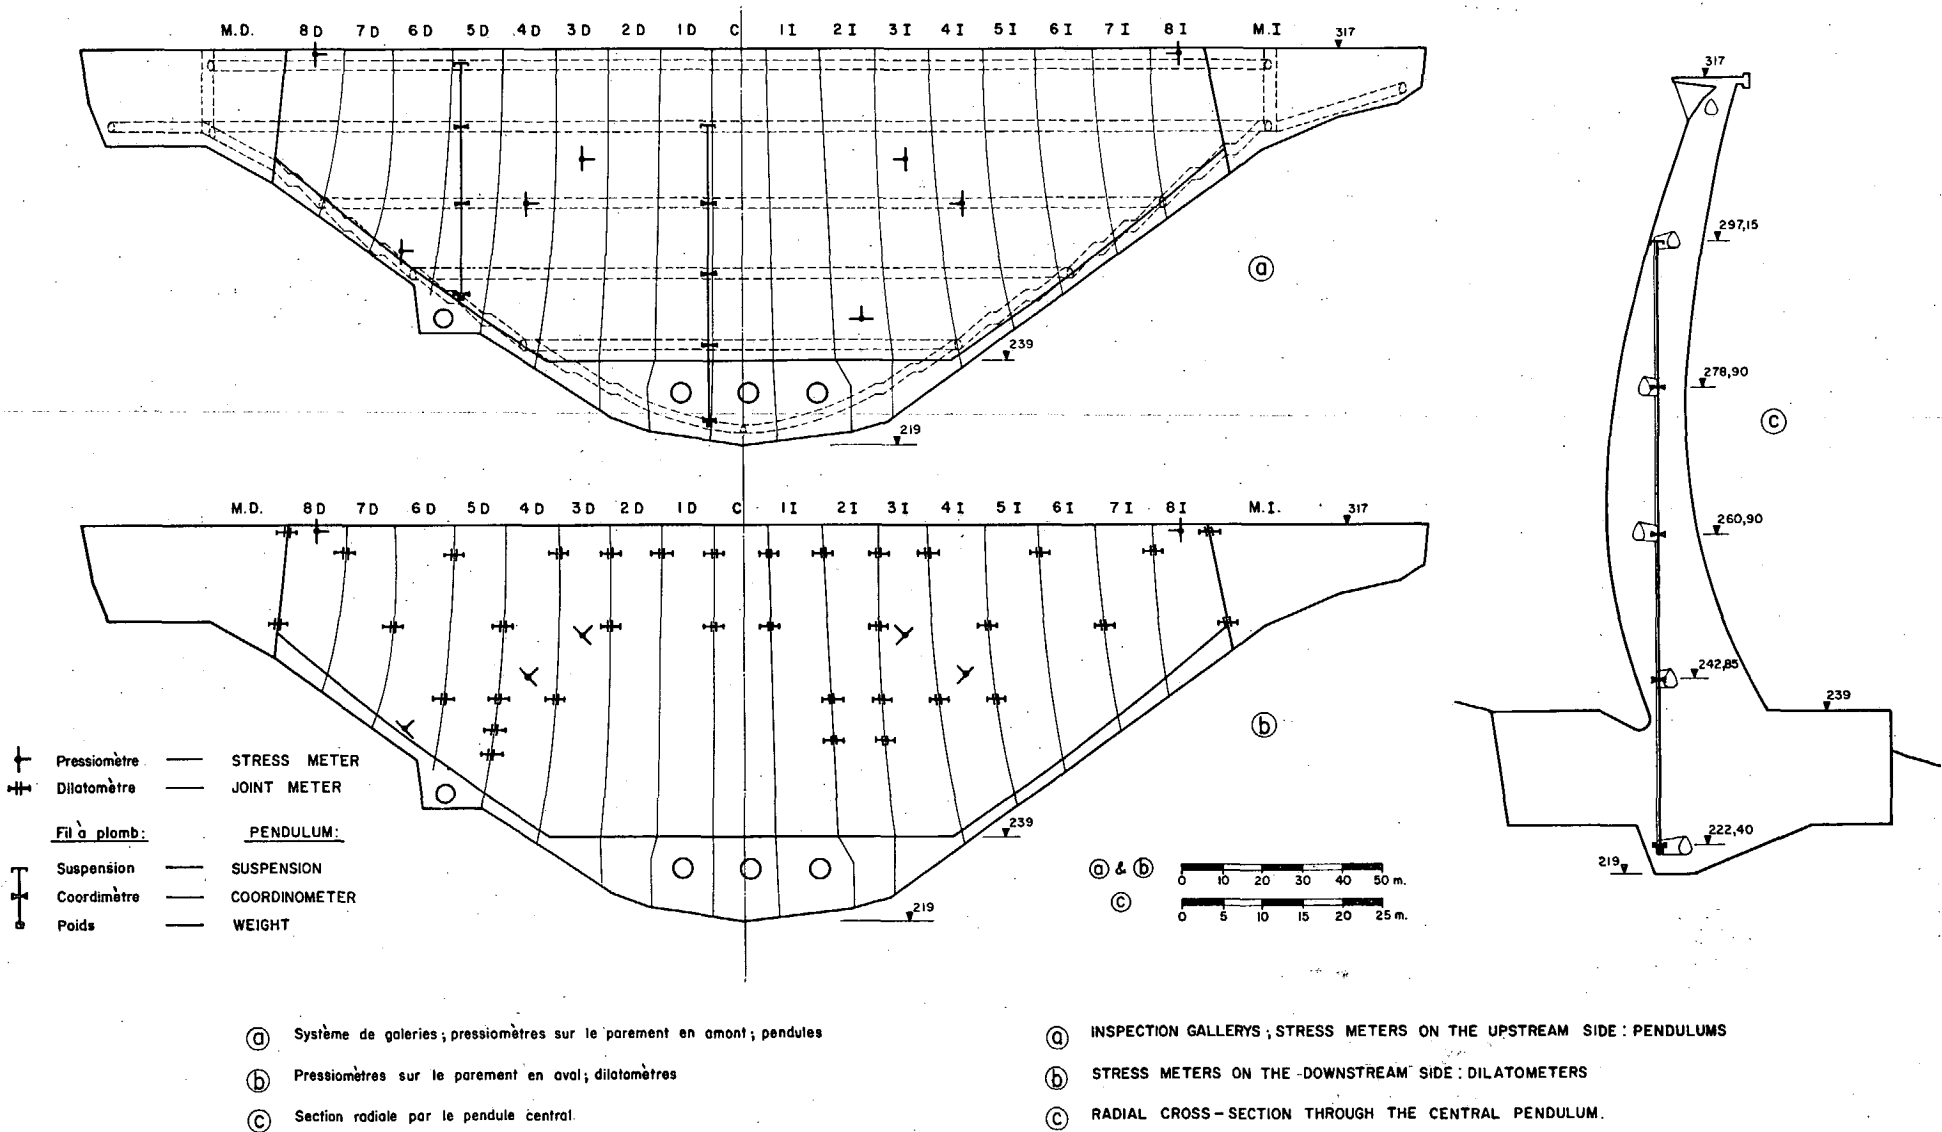 M.D. 8D 7D 6D 5D 4D 3D 2D 1D C 1I 2I 3I 4I 5I 6I 7I 8I M.I 317
239
219
a
317
297,15
278,90
260,90
242,85
239
222,40
219
c
M.D. 8D 7D 6D 5D 4D 3D 2D 1D C 1I 2I 3I 4I 5I 6I 7I 8I M.I. 317
239
219
b
Pressiomètre STRESS METER
Dilatomètre JOINT METER
Fil à plomb: PENDULUM:
Suspension SUSPENSION
Coordimètre COORDINOMETER
Poids WEIGHT
a & b 0 10 20 30 40 50 m.
c 0 5 10 15 20 25 m.
a Système de galeries; pressiomètres sur le parement en amont; pendules
b Pressiomètres sur le parement en aval; dilatomètres
c Section radiale par le pendule central.
a INSPECTION GALLERYS; STRESS METERS ON THE UPSTREAM SIDE: PENDULUMS
b STRESS METERS ON THE DOWNSTREAM SIDE: DILATOMETERS
c RADIAL CROSS-SECTION THROUGH THE CENTRAL PENDULUM.